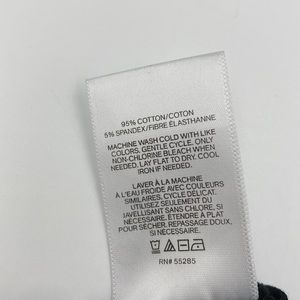 95% COTTON/COTON
5% SPANDEX/FIBRE ÉLASTHANNE
MACHINE WASH COLD WITH LIKE
COLORS. GENTLE CYCLE. ONLY
NON-CHLORINE BLEACH WHEN
NEEDED. LAY FLAT TO DRY. COOL
IRON IF NEEDED.
LAVER À LA MACHINE
À L'EAU FROIDE AVEC COULEURS
SIMILAIRES. CYCLE DÉLICAT.
UTILISEZ SEULEMENT DU
JAVELLISANT SANS CHLORE, SI
NÉCESSAIRE. ÉTENDRE À PLAT
POUR SÉCHER. REPASSAGE DOUX,
SI NÉCESSAIRE.
RN# 55285